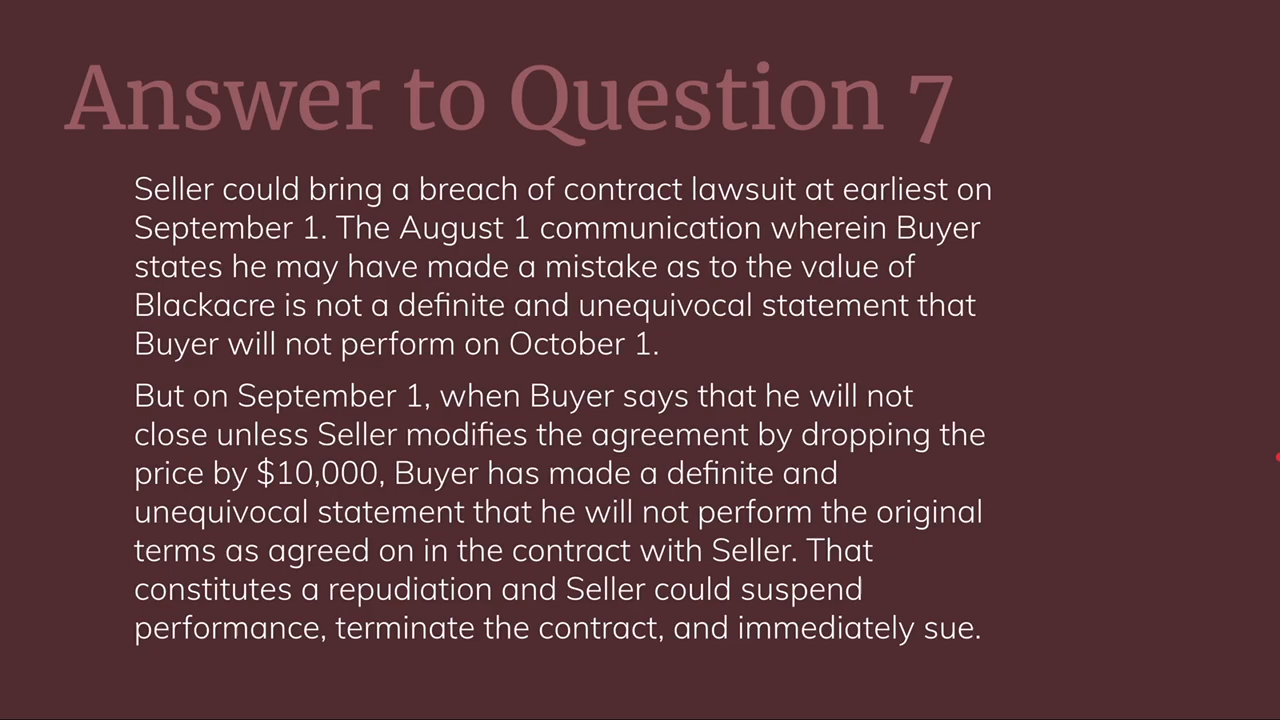 Answer to Question 7
Seller could bring a breach of contract lawsuit at earliest on
September 1. The August 1 communication wherein Buyer
states he may have made a mistake as to the value of
Blackacre is not a definite and unequivocal statement that
Buyer will not perform on October 1.
But on September 1, when Buyer says that he will not
close unless Seller modifies the agreement by dropping the
price by $10,000, Buyer has made a definite and
unequivocal statement that he will not perform the original
terms as agreed on in the contract with Seller. That
constitutes a repudiation and Seller could suspend
performance, terminate the contract, and immediately sue.